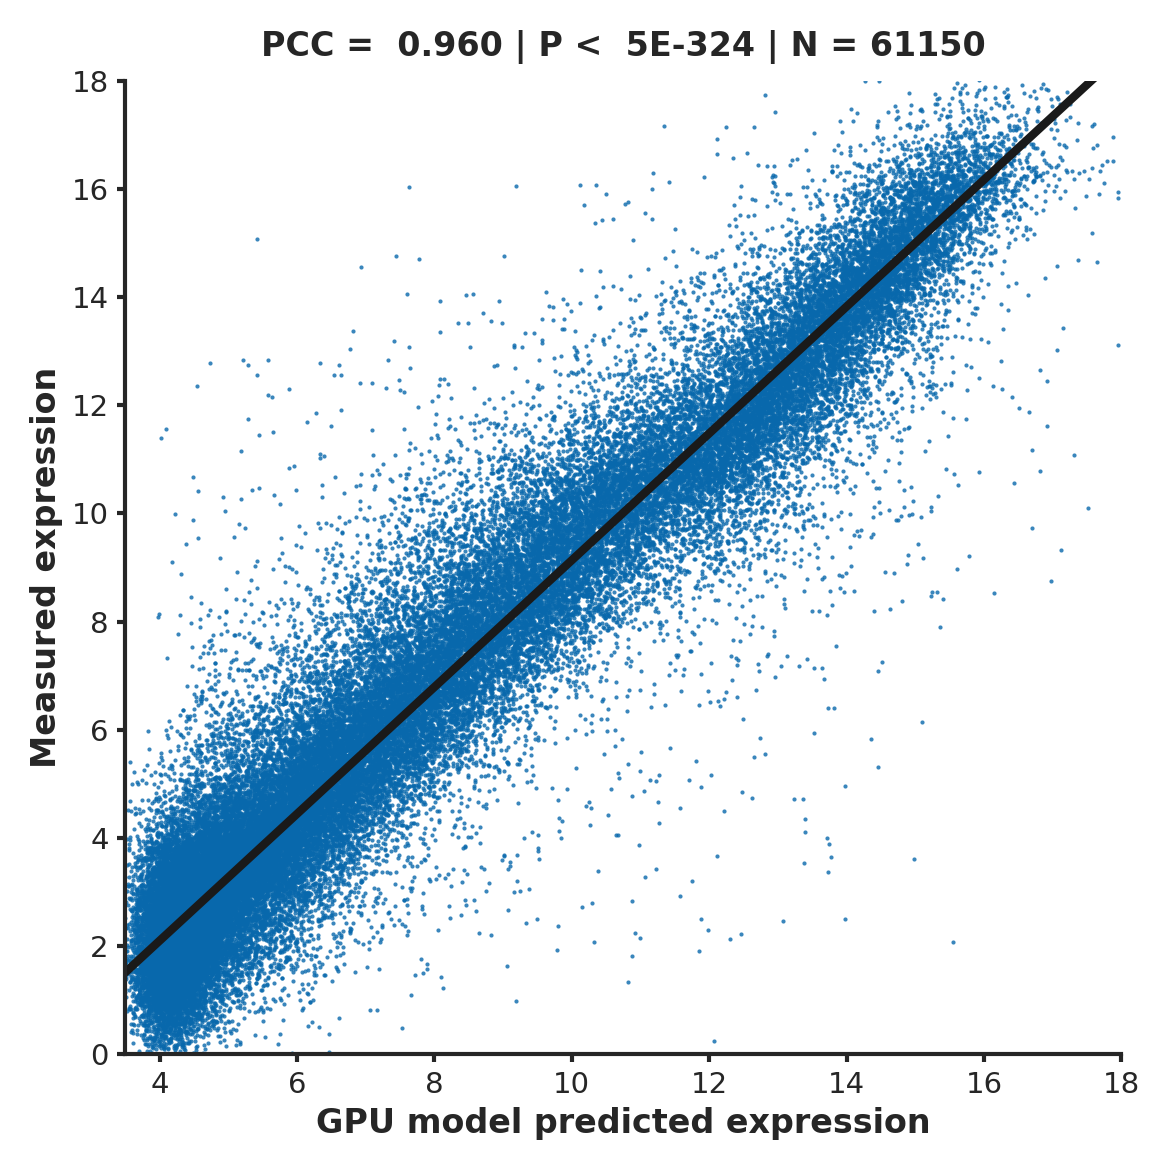 PCC =  0.960 | P <  5E-324 | N = 61150
18
16
14
12
10
8
6
4
2
0
Measured expression
4 6 8 10 12 14 16 18
GPU model predicted expression